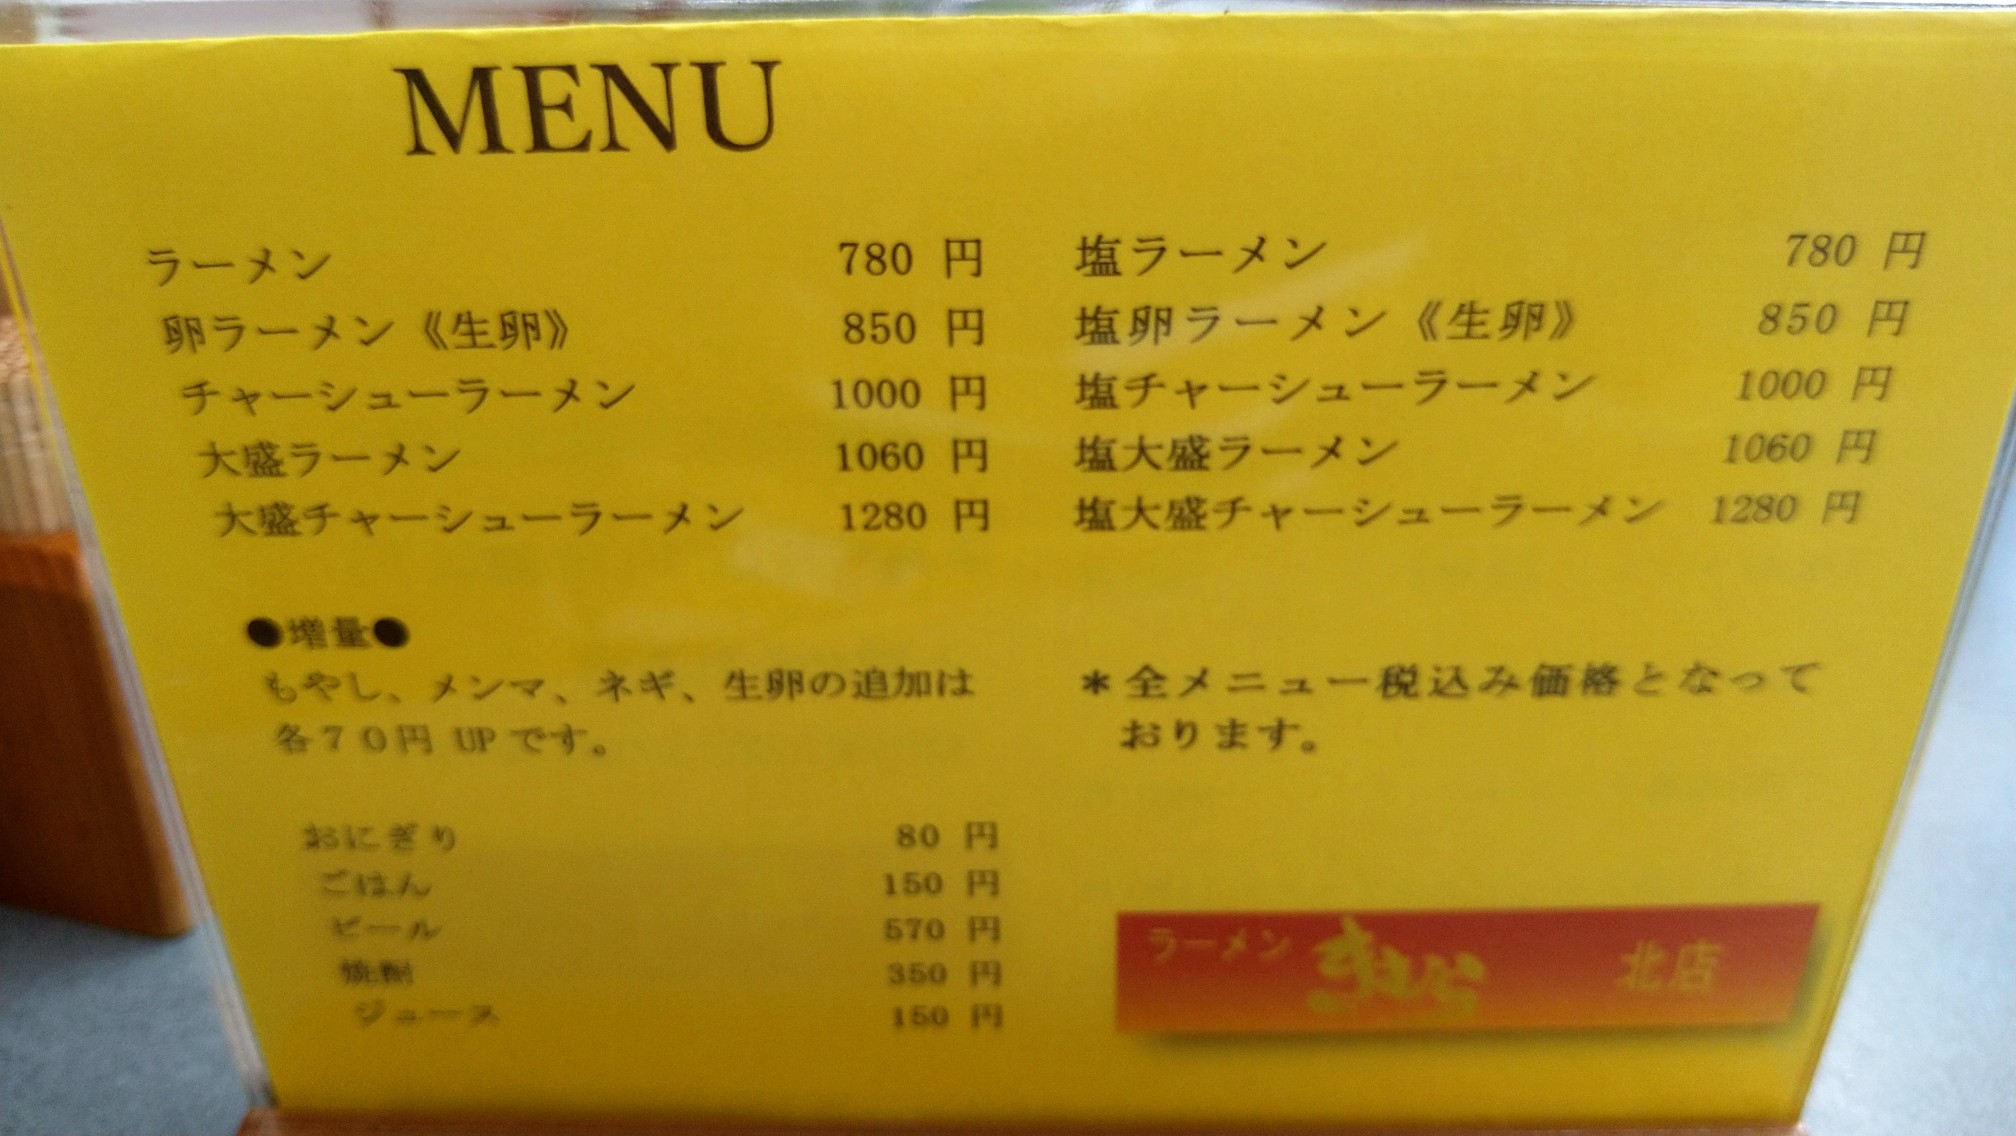 MENU
ラーメン 780 円
卵ラーメン《生卵》 850 円
チャーシューラーメン 1000 円
大盛ラーメン 1060 円
大盛チャーシューラーメン 1280 円
塩ラーメン 780 円
塩卵ラーメン《生卵》 850 円
塩チャーシューラーメン 1000 円
塩大盛ラーメン 1060 円
塩大盛チャーシューラーメン 1280 円
●増量●
もやし、メンマ、ネギ、生卵の追加は
各７０円 UP です。
＊全メニュー税込み価格となって
おります。
おにぎり 80 円
ごはん 150 円
ビール 570 円
焼酎 350 円
ジュース 150 円
ラーメン 北店